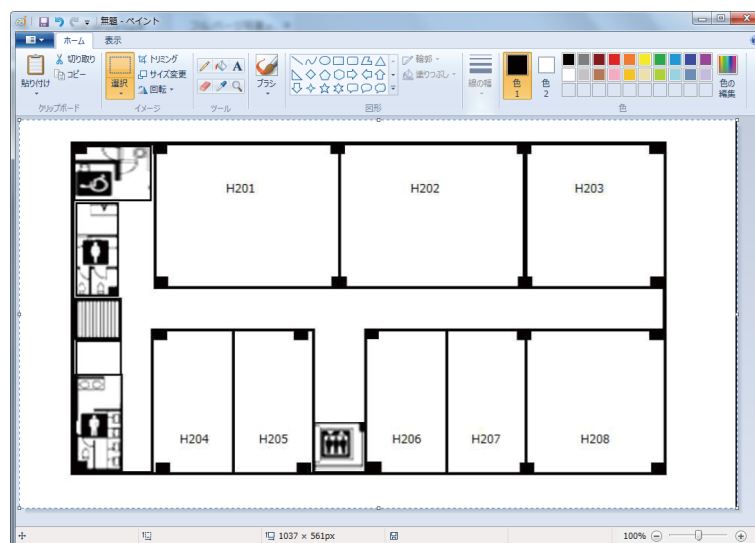 無題 - ペイント
ホーム
表示
貼り付け
切り取り
コピー
クリップボード
選択
トリミング
サイズ変更
回転
イメージ
A
ツール
ブラシ
輪郭
塗りつぶし
図形
線の幅
色
1
色
2
色の
編集
色
H201
H202
H203
H204
H205
H206
H207
H208
1037 × 561px
100%